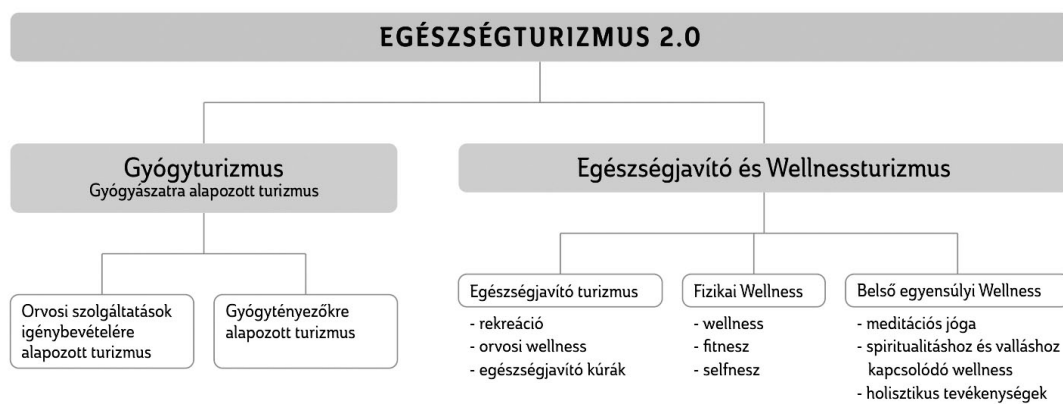 EGÉSZSÉGTURIZMUS 2.0
Gyógyturizmus
Gyógyászatra alapozott turizmus
Orvosi szolgáltatások
igénybevételére
alapozott turizmus
Gyógytényezőkre
alapozott turizmus
Egészségjavító és Wellnessturizmus
Egészségjavító turizmus
- rekreáció
- orvosi wellness
- egészségjavító kúrák
Fizikai Wellness
- wellness
- fitnesz
- selfnesz
Belső egyensúlyi Wellness
- meditációs jóga
- spiritualitáshoz és valláshoz
kapcsolódó wellness
- holisztikus tevékenységek